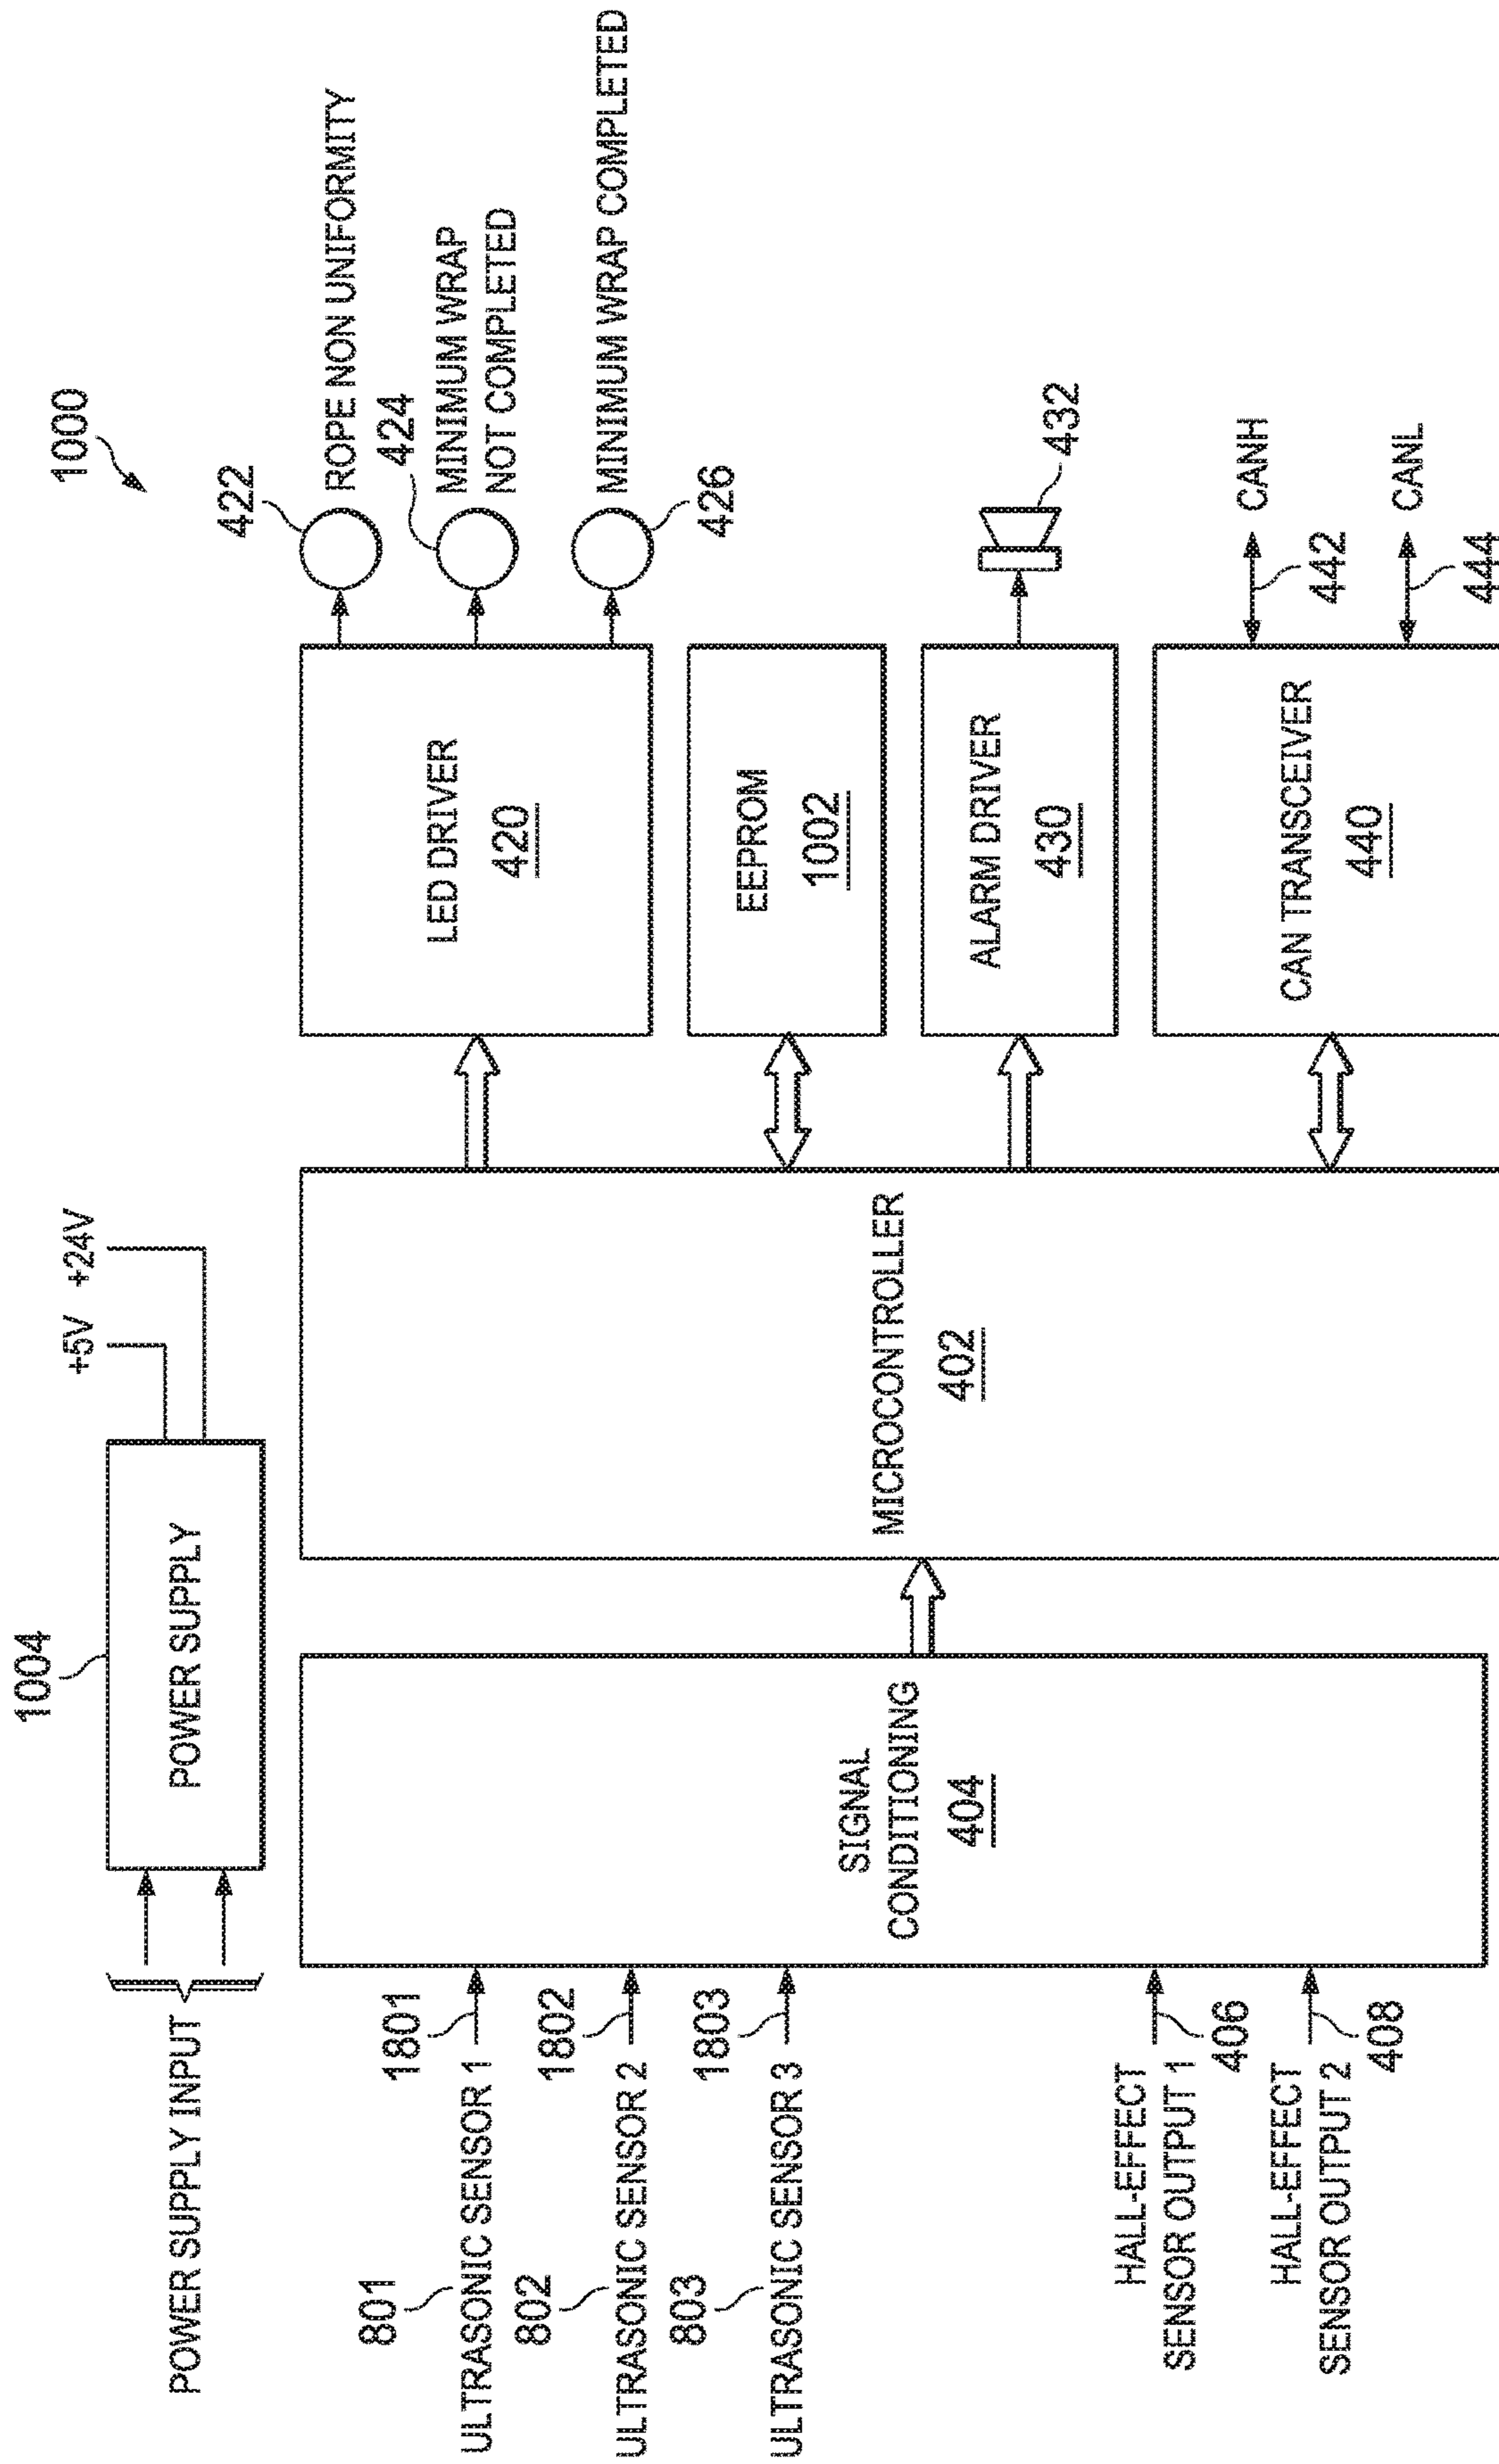 1000
1004
POWER SUPPLY INPUT
POWER SUPPLY
+5V
+24V
801
ULTRASONIC SENSOR 1
1801
802
ULTRASONIC SENSOR 2
1802
803
ULTRASONIC SENSOR 3
1803
HALL-EFFECT
SENSOR OUTPUT 1
406
HALL-EFFECT
SENSOR OUTPUT 2
408
SIGNAL
CONDITIONING
404
MICROCONTROLLER
402
LED DRIVER
420
EEPROM
1002
ALARM DRIVER
430
CAN TRANSCEIVER
440
422
ROPE NON UNIFORMITY
424
MINIMUM WRAP
NOT COMPLETED
MINIMUM WRAP COMPLETED
426
432
CANH
442
CANL
444